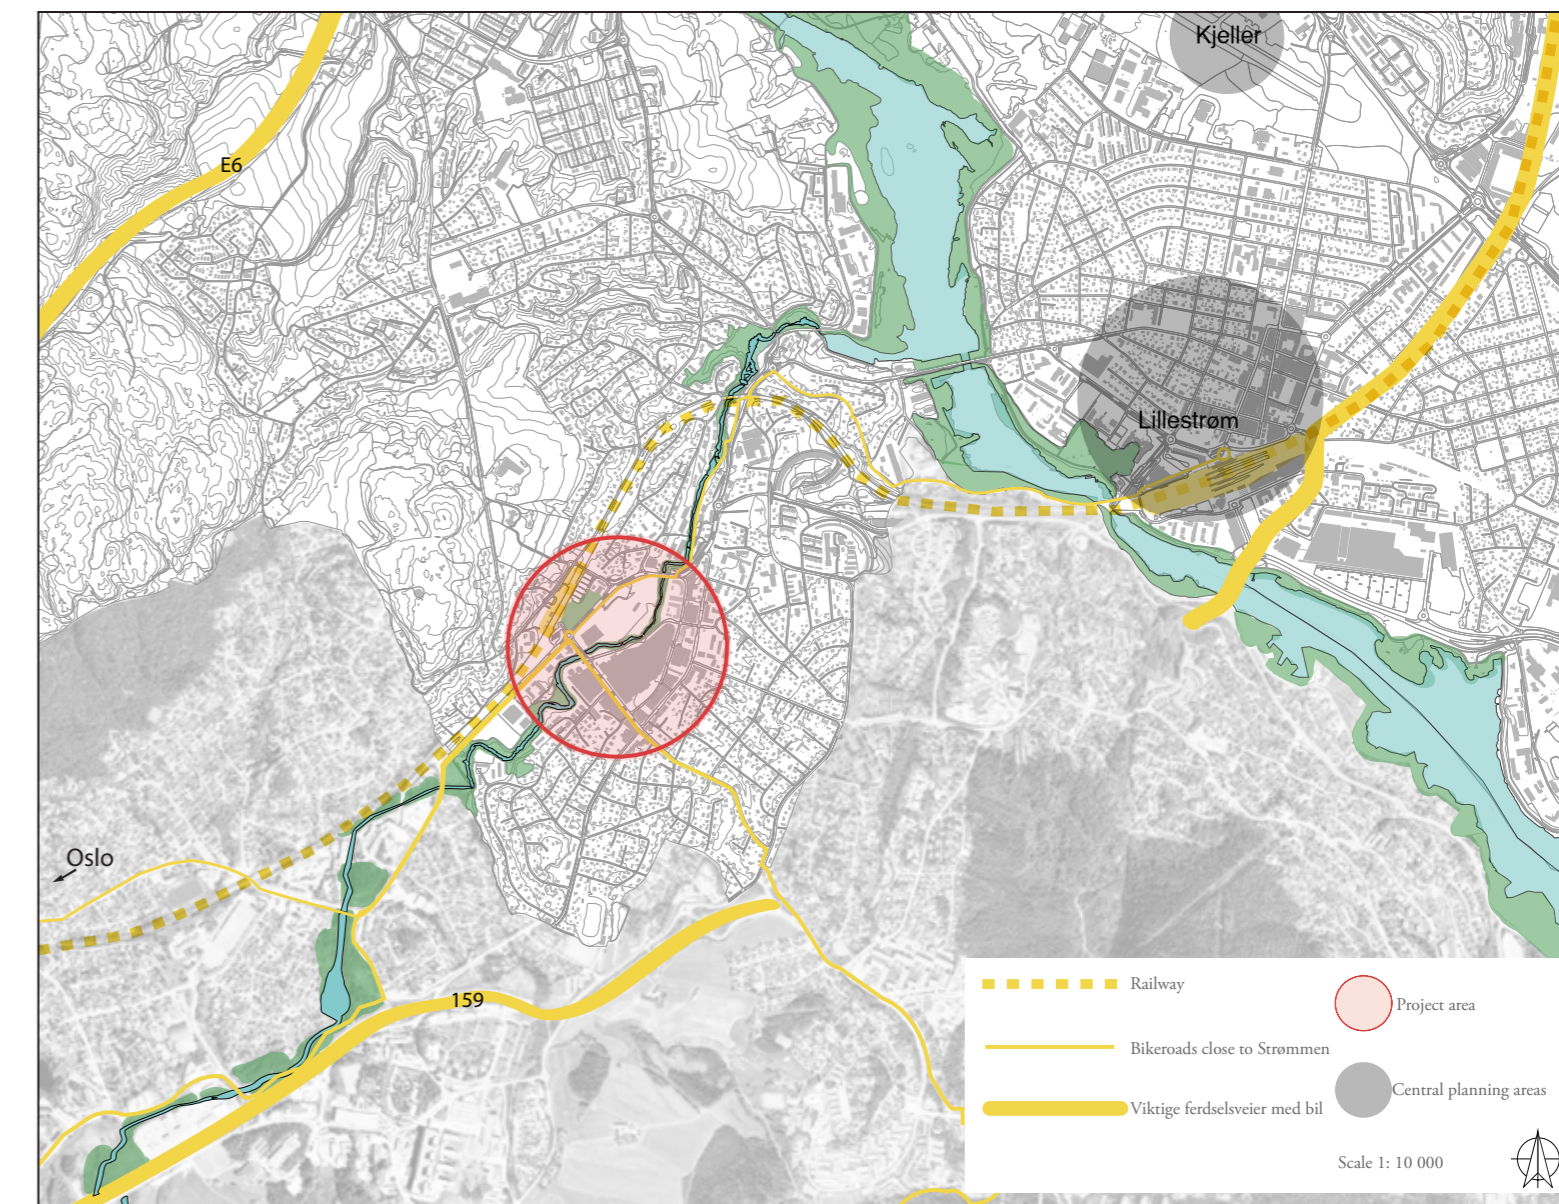 Kjeller
E6
Lillestrøm
Oslo
159
Railway
Project area
Bikeroads close to Strømmen
Central planning areas
Viktige ferdselsveier med bil
Scale 1: 10 000